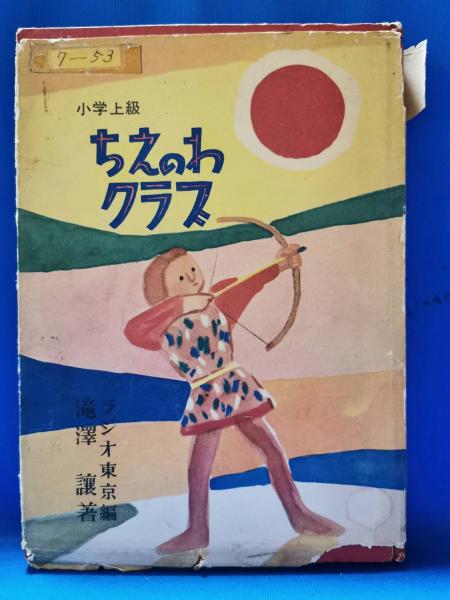 7-53
小学上級
ちえのわ
クラブ
ラジオ東京編
滝澤 讓著